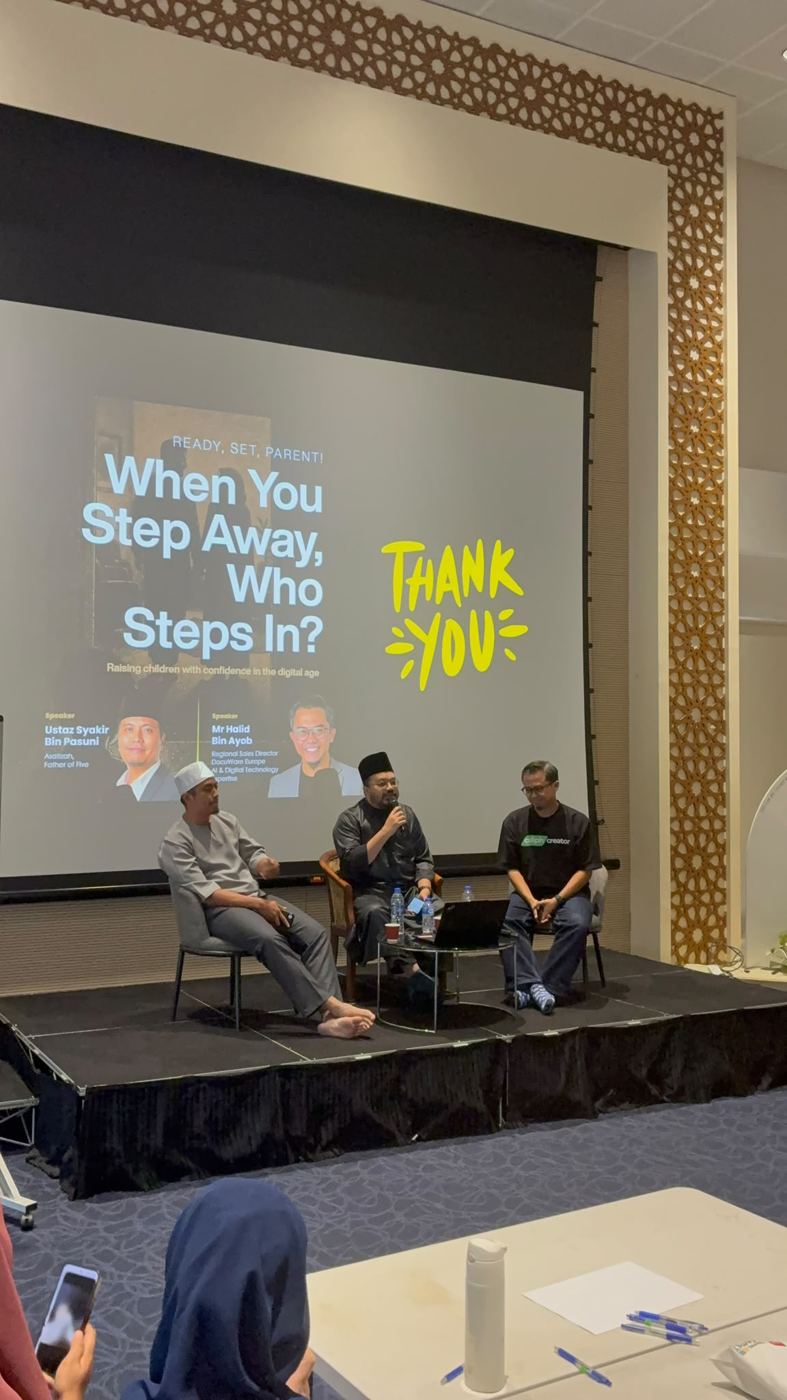 READY, SET, PARENT!
When You
Step Away,
Who
Steps In?
Raising children with confidence in the digital age
THANK
YOU
Speaker
Ustaz Syakir
Bin Pasuni
Asatizah,
Father of Five
Speaker
Mr Halid
Bin Ayob
Regional Sales Director
DocuWare Europe
AI & Digital Technology
Expertise
creator